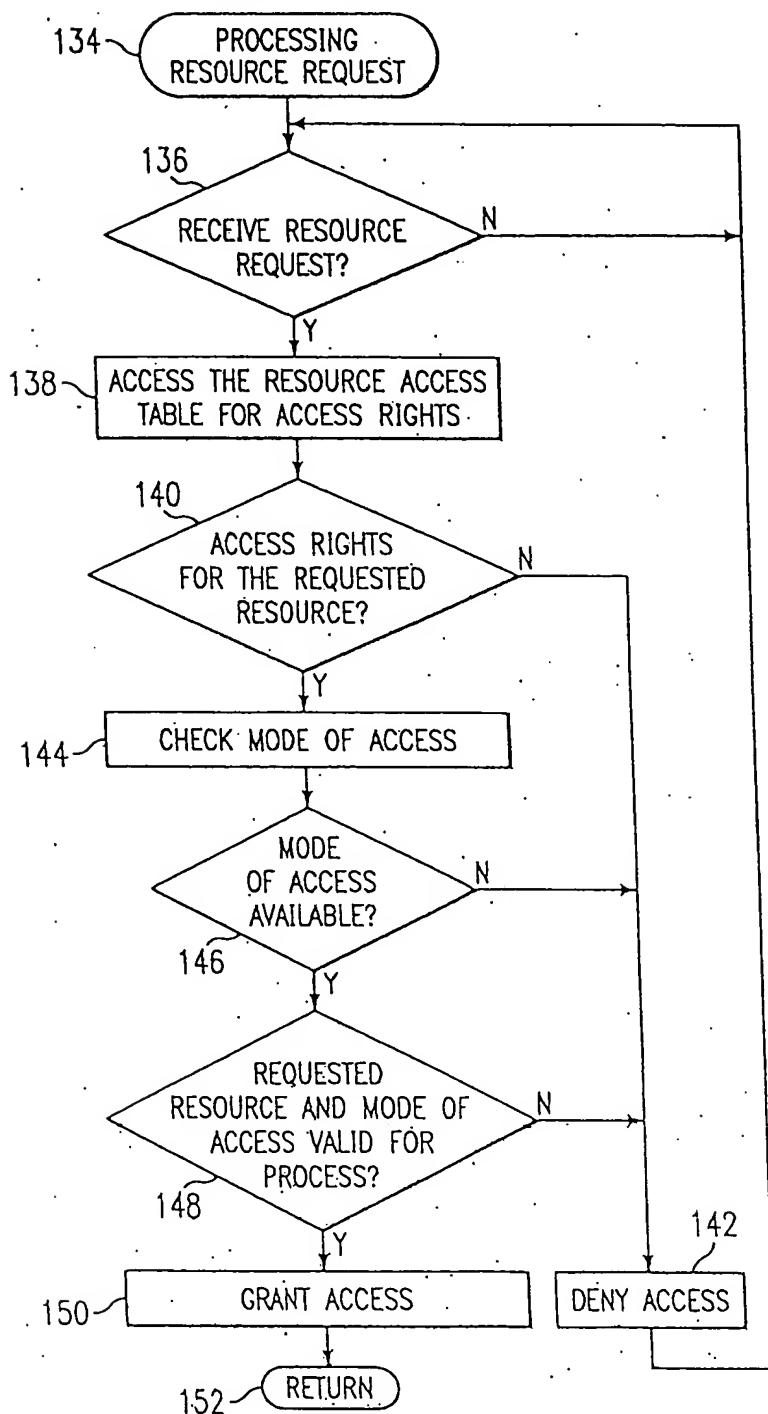 134
PROCESSING
RESOURCE REQUEST
136
RECEIVE RESOURCE
REQUEST?
N
Y
138
ACCESS THE RESOURCE ACCESS
TABLE FOR ACCESS RIGHTS
140
ACCESS RIGHTS
FOR THE REQUESTED
RESOURCE?
N
Y
144
CHECK MODE OF ACCESS
MODE
OF ACCESS
AVAILABLE?
N
146
Y
REQUESTED
RESOURCE AND MODE OF
ACCESS VALID FOR
PROCESS?
N
148
Y
142
150
GRANT ACCESS
DENY ACCESS
152
RETURN